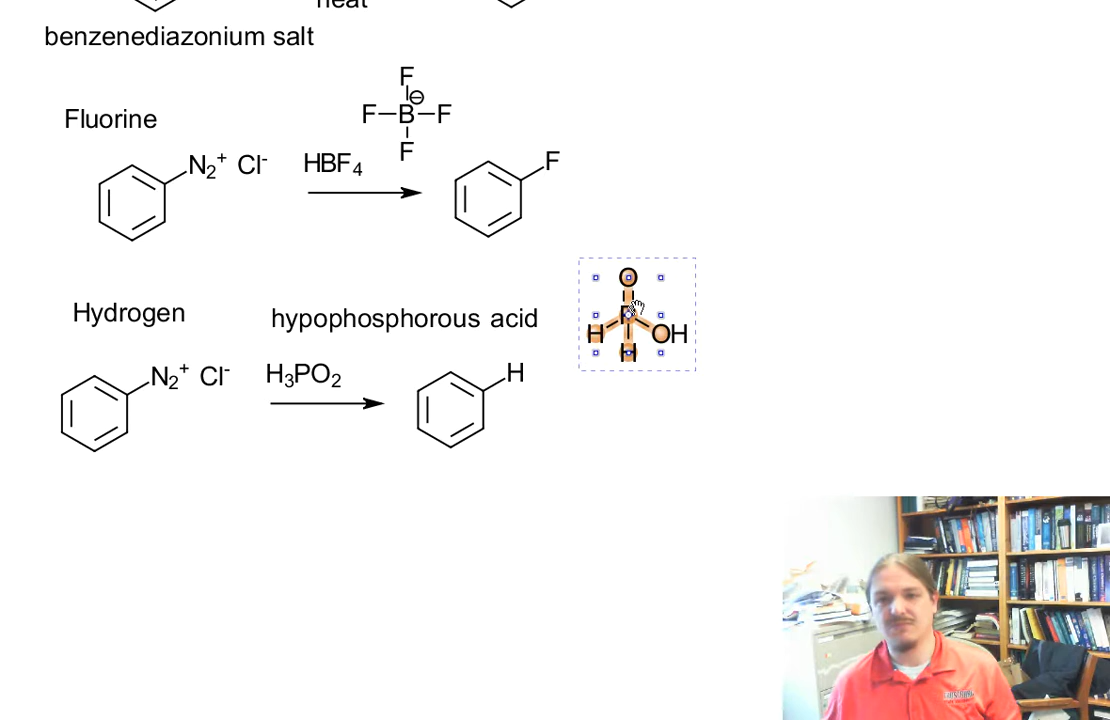 heat
benzenediazonium salt
Fluorine
F
F–B⊖–F
F
N₂⁺ Cl⁻
HBF₄
F
Hydrogen
hypophosphorous acid
O
P
H
OH
H
N₂⁺ Cl⁻
H₃PO₂
H